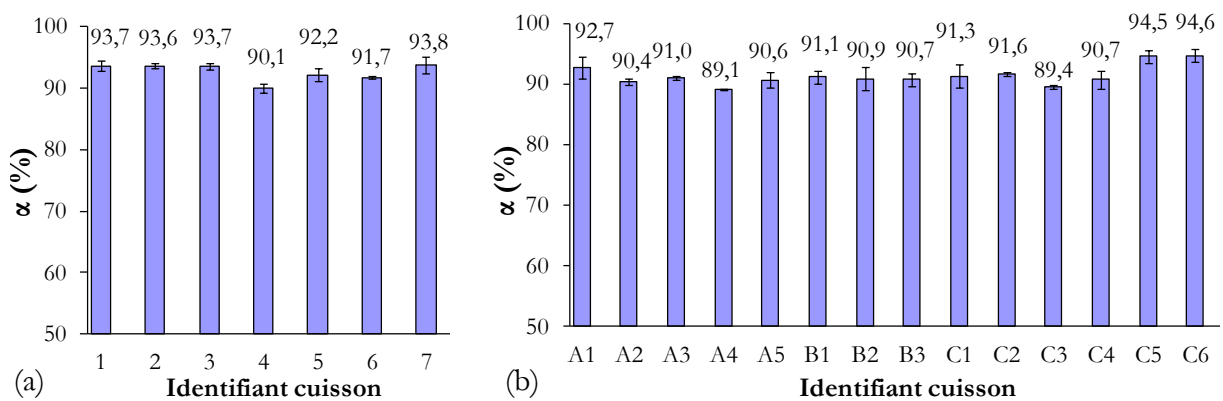 100
90
80
70
60
50
α (%)
93,7 93,6 93,7 90,1 92,2 91,7 93,8
1 2 3 4 5 6 7
Identifiant cuisson
(a)
100
90
80
70
60
50
α (%)
92,7 90,4 91,0 89,1 90,6 91,1 90,9 90,7 91,3 91,6 89,4 90,7 94,5 94,6
A1 A2 A3 A4 A5 B1 B2 B3 C1 C2 C3 C4 C5 C6
Identifiant cuisson
(b)